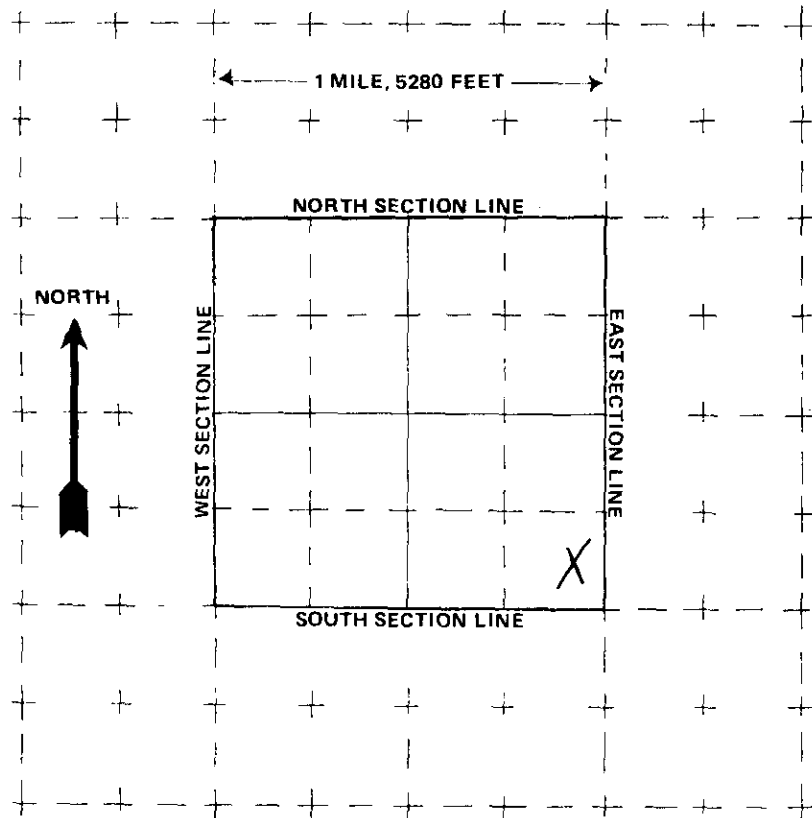 1 MILE, 5280 FEET
NORTH SECTION LINE
NORTH
WEST SECTION LINE
EAST SECTION LINE
X
SOUTH SECTION LINE